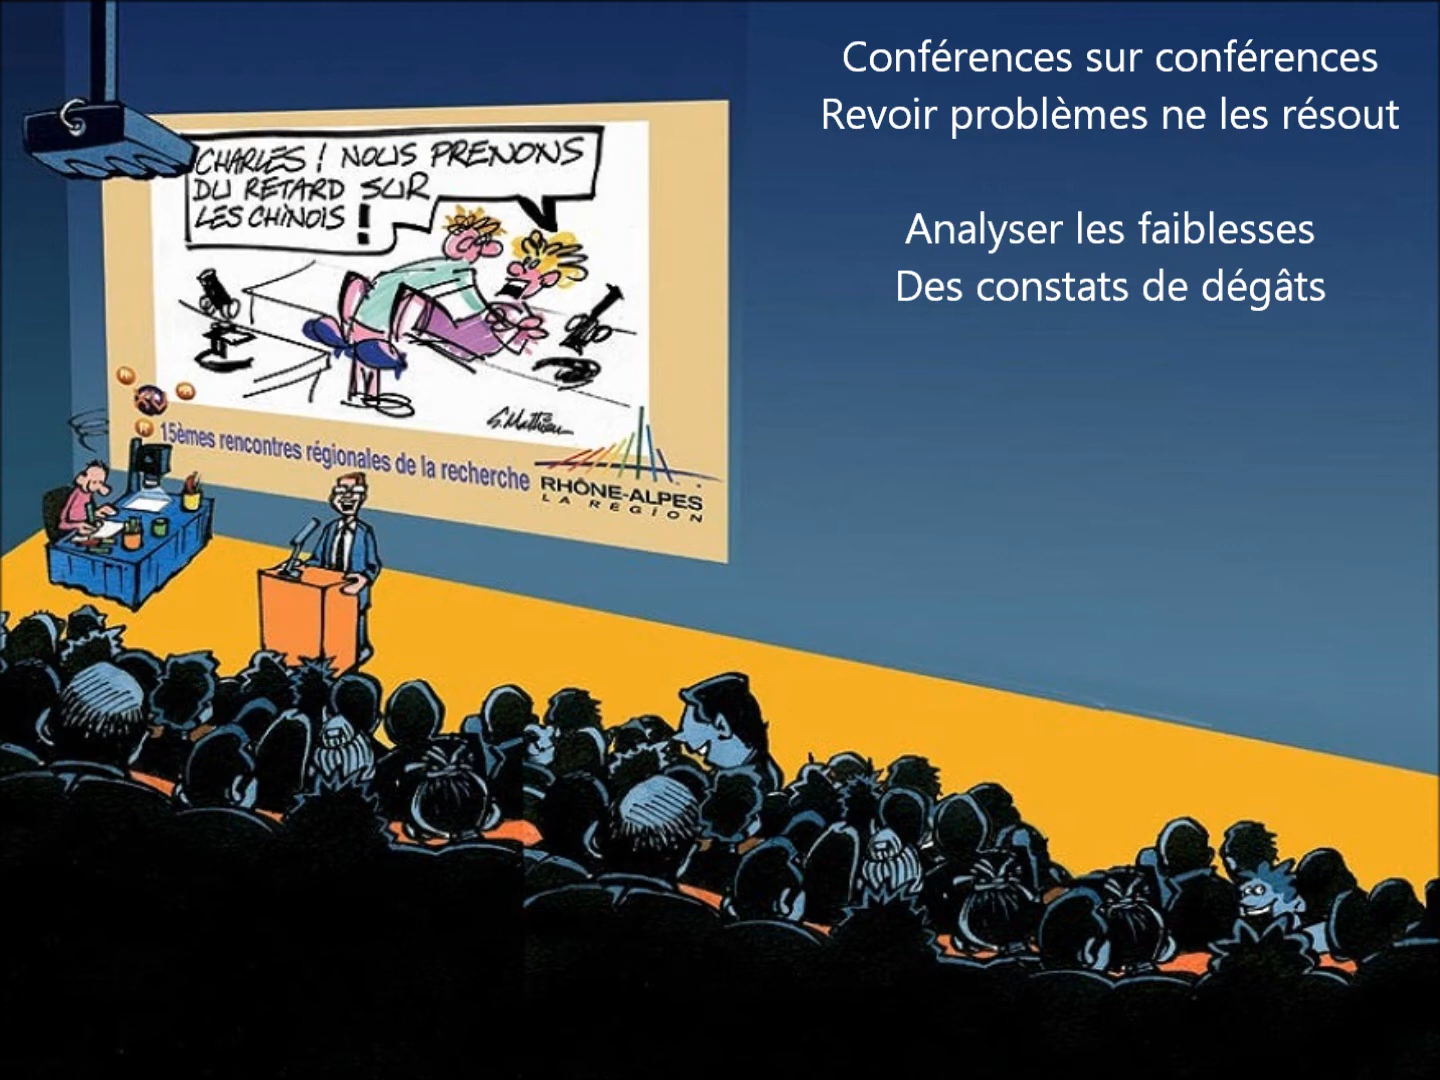 Conférences sur conférences
Revoir problèmes ne les résout
Analyser les faiblesses
Des constats de dégâts
CHARLES ! NOUS PRENONS
DU RETARD SUR
LES CHINOIS !
S. Mathieu
15èmes rencontres régionales de la recherche
RHÔNE-ALPES
LA RÉGION